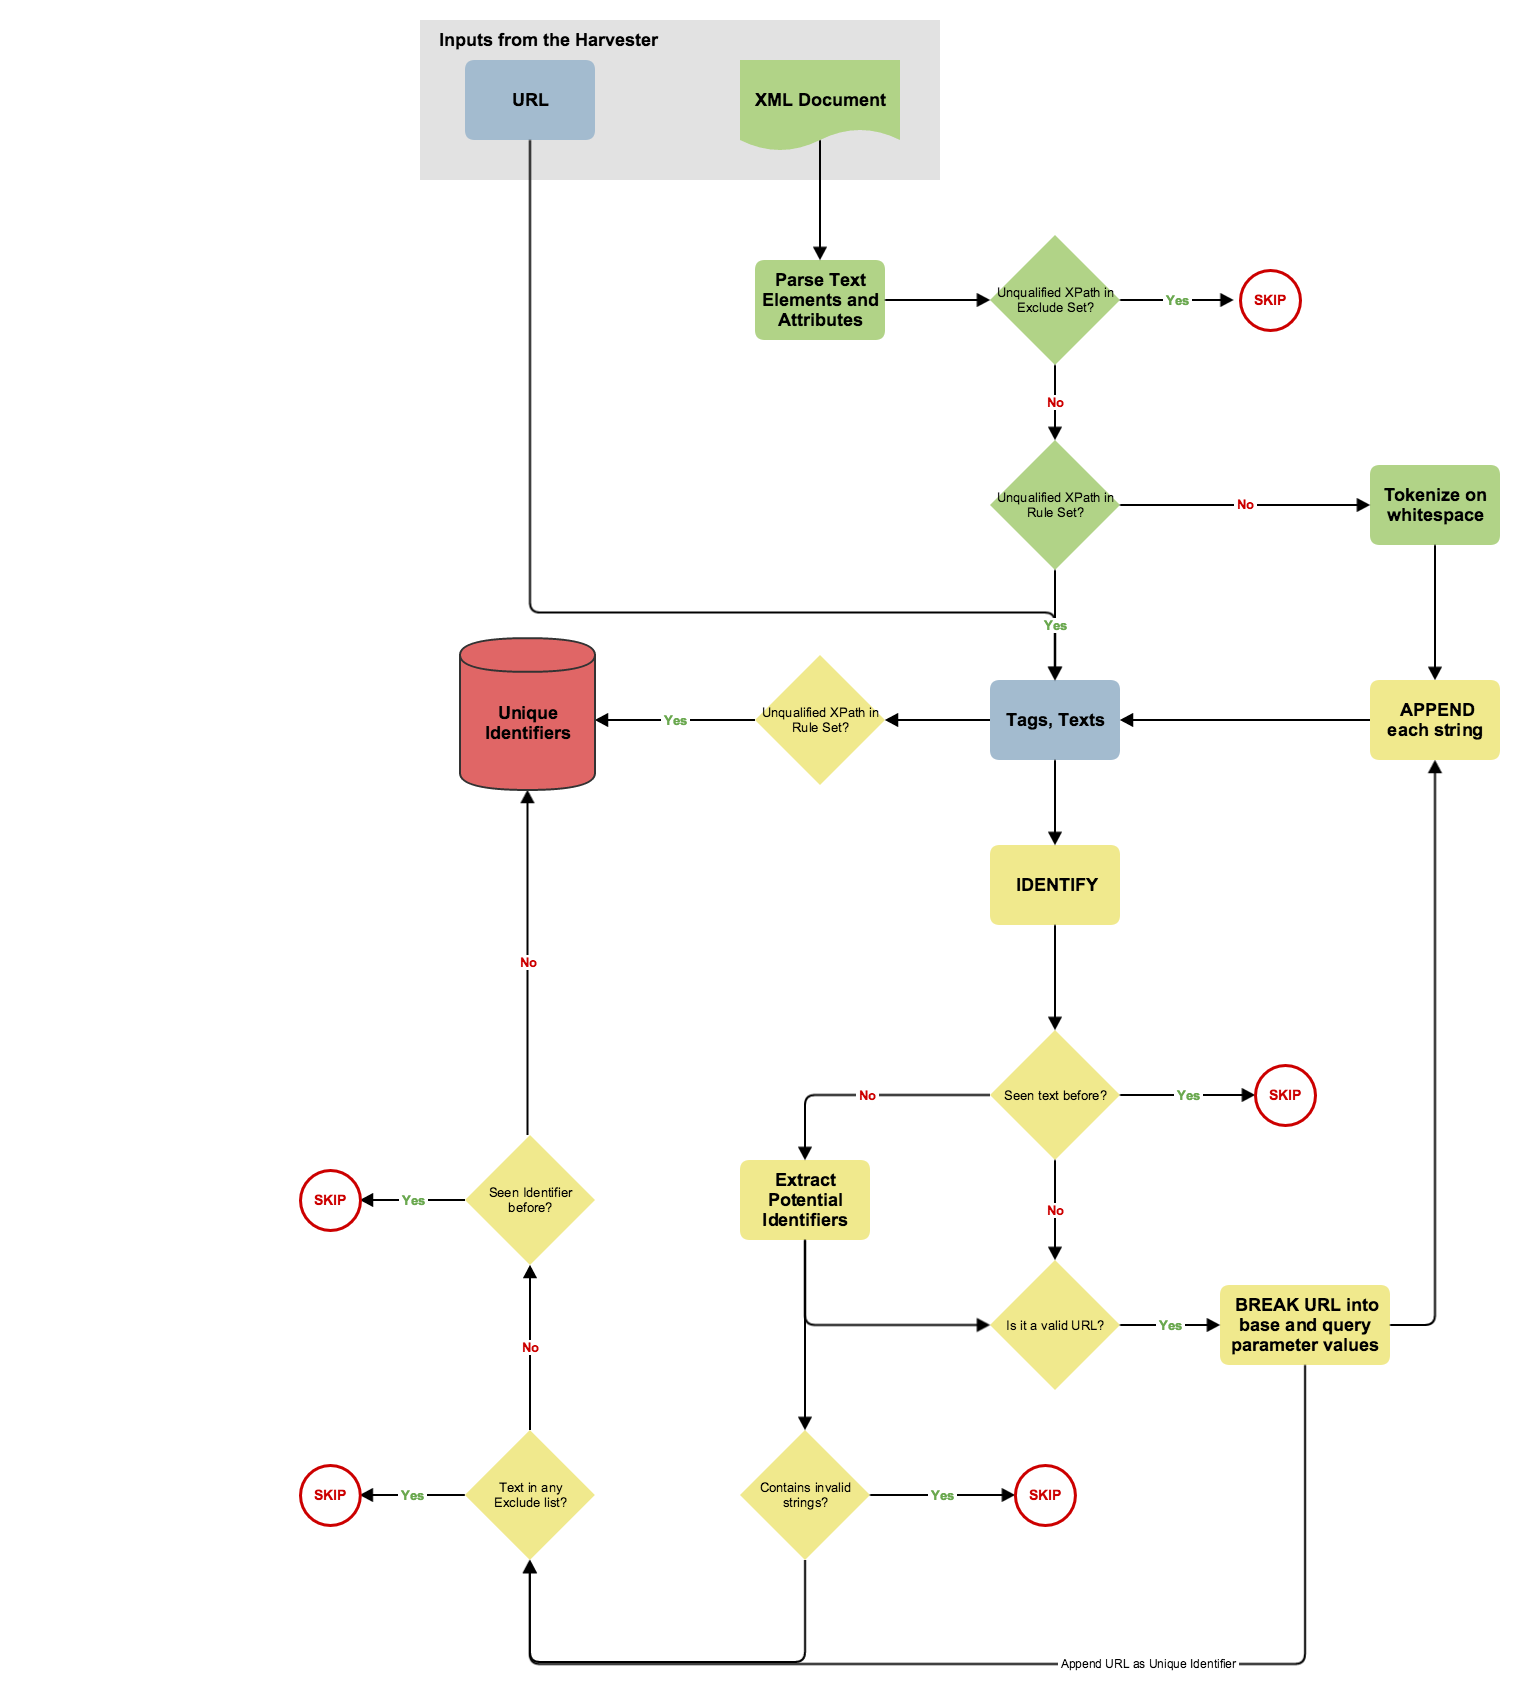 Inputs from the Harvester
URL
XML Document
Parse Text
Elements and
Attributes
Unqualified XPath in
Exclude Set?
Yes
SKIP
No
Unqualified XPath in
Rule Set?
No
Tokenize on
whitespace
Yes
Unique
Identifiers
Yes
Unqualified XPath in
Rule Set?
Tags, Texts
APPEND
each string
IDENTIFY
No
Seen text before?
No
Yes
SKIP
Extract
Potential
Identifiers
No
SKIP
Yes
Seen Identifier
before?
Is it a valid URL?
Yes
BREAK URL into
base and query
parameter values
No
SKIP
Yes
Text in any
Exclude list?
Contains invalid
strings?
Yes
SKIP
Append URL as Unique Identifier